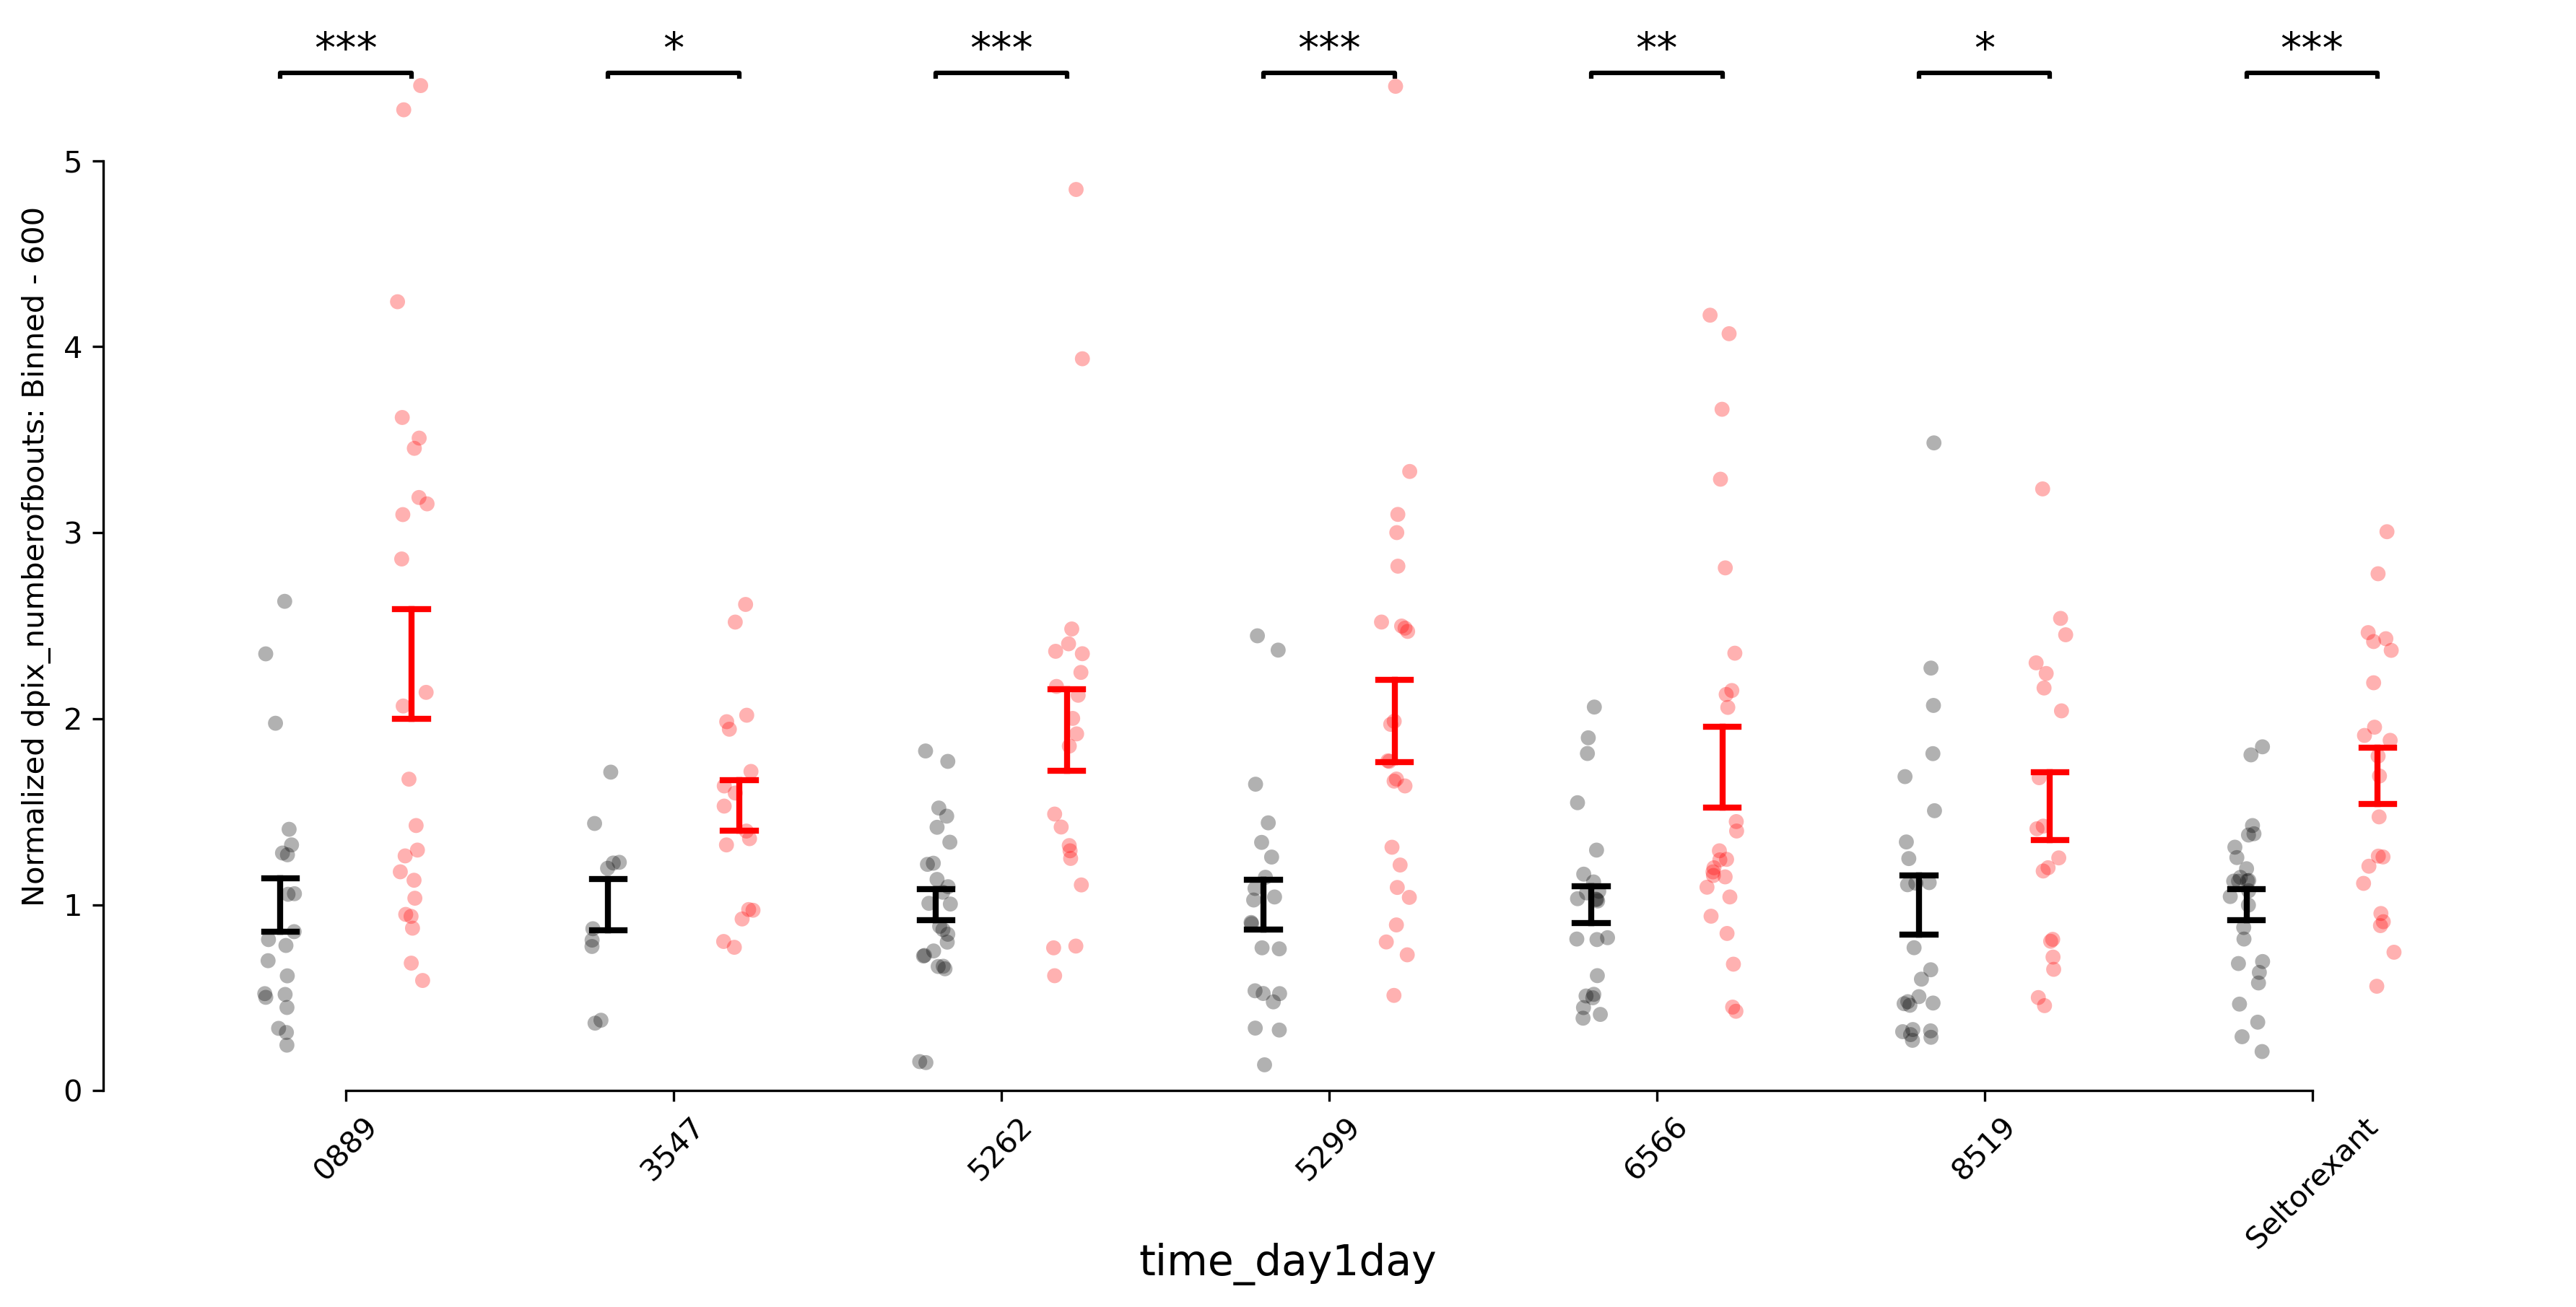 *** * *** *** ** * ***
Normalized dpix_numberofbouts: Binned - 600
5
4
3
2
1
0
0889 3547 5262 5299 6566 8519 Seltorexant
time_day1day